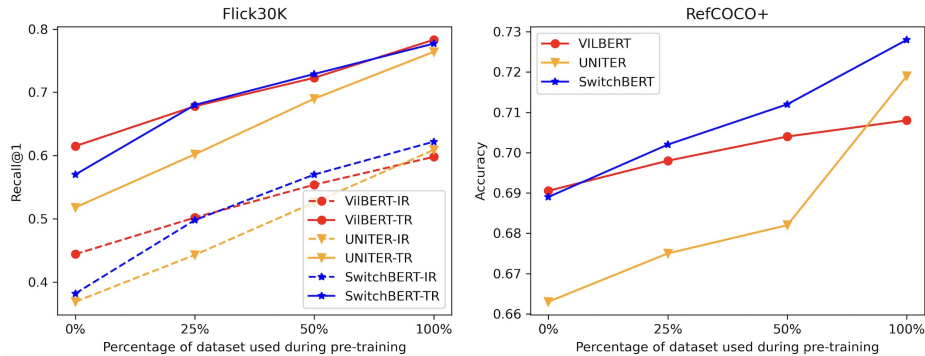 Flick30K
0.8
0.7
0.6
0.5
0.4
Recall@1
VilBERT-IR
VilBERT-TR
UNITER-IR
UNITER-TR
SwitchBERT-IR
SwitchBERT-TR
0%
25%
50%
100%
Percentage of dataset used during pre-training
RefCOCO+
0.73
0.72
0.71
0.70
0.69
0.68
0.67
0.66
Accuracy
VILBERT
UNITER
SwitchBERT
0%
25%
50%
100%
Percentage of dataset used during pre-training